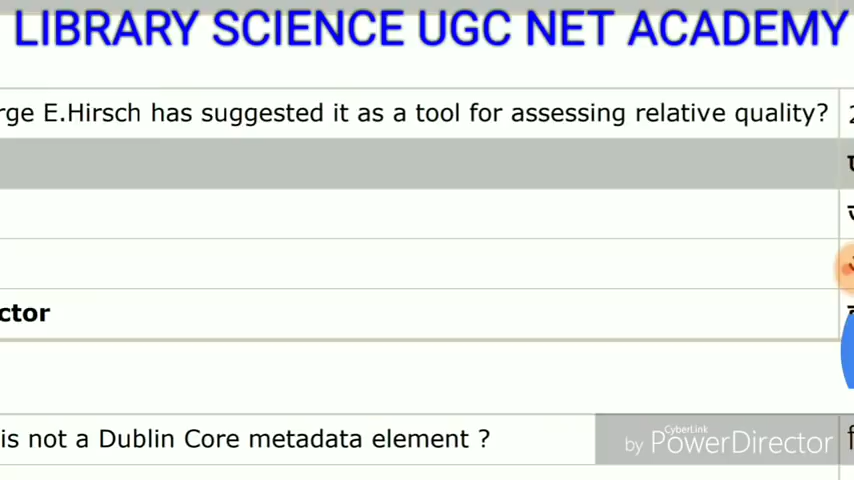 LIBRARY SCIENCE UGC NET ACADEMY
rge E.Hirsch has suggested it as a tool for assessing relative quality?
ctor
is not a Dublin Core metadata element ?
by CyberLink PowerDirector